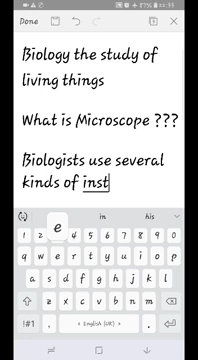 87% 22:33
Done
Biology the study of
living things
What is Microscope ???
Biologists use several
kinds of inst
e in his
1 2 4 5 6 7 8 9 0
q w e r t y u i o p
a s d f g h j k l
z x c v b n m
!#1 , English (UK) .